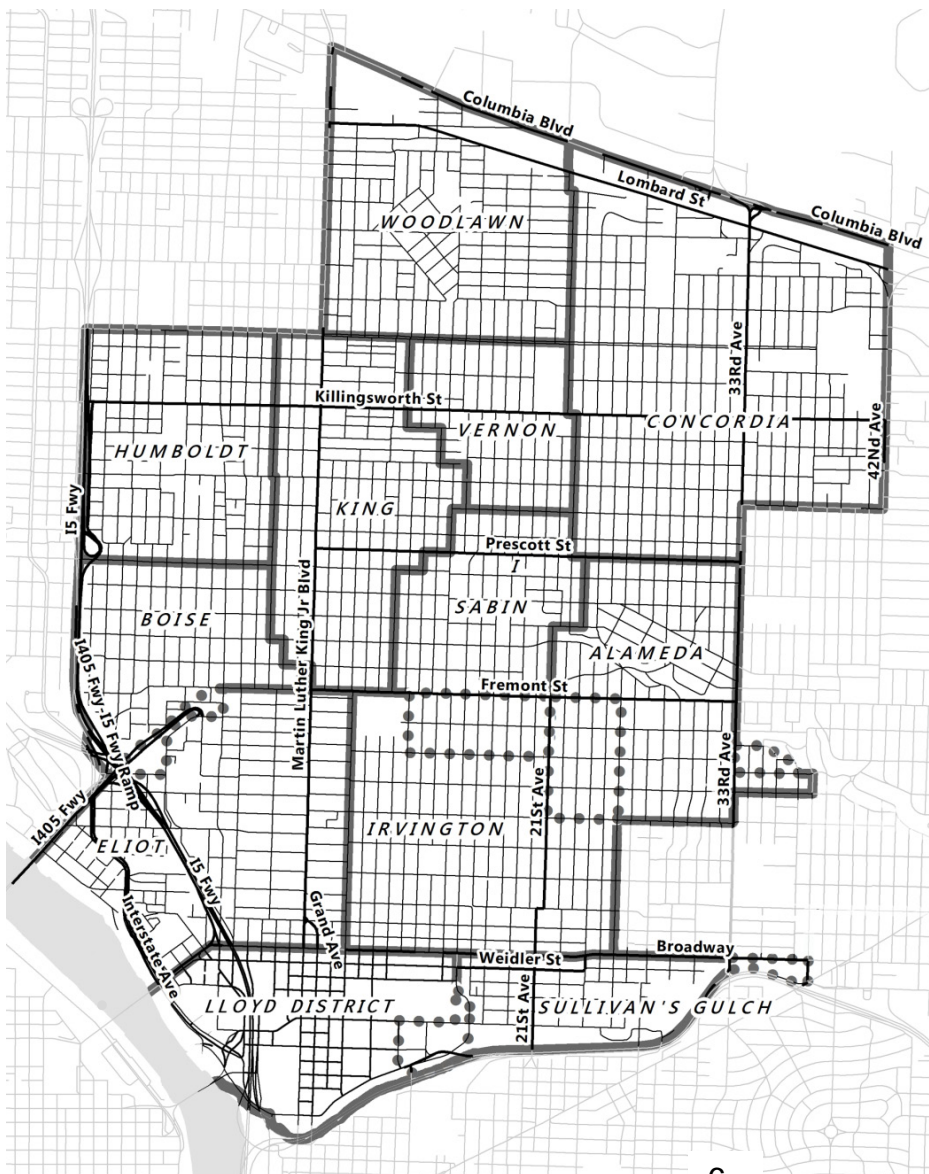 Columbia Blvd
Lombard St
Columbia Blvd
WOODLAWN
33Rd Ave
Killingsworth St
CONCORDIA
VERNON
42Nd Ave
HUMBOLDT
KING
I5 Fwy
Prescott St
I
SABIN
BOISE
Martin Luther King Jr Blvd
ALAMEDA
Fremont St
I405 Fwy-I5 Fwy Ramp
33Rd Ave
21St Ave
I405 Fwy
IRVINGTON
ELIOT
I5 Fwy
Grand Ave
Interstate Ave
Broadway
Weidler St
LLOYD DISTRICT
21St Ave
SULLIVAN'S GULCH